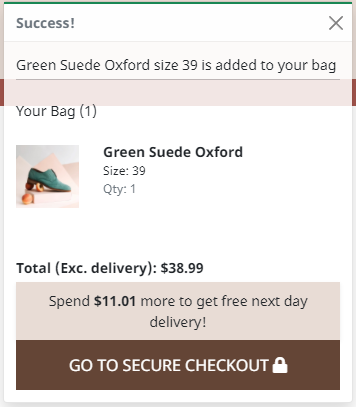 Success!
Green Suede Oxford size 39 is added to your bag
Your Bag (1)
Green Suede Oxford
Size: 39
Qty: 1
Total (Exc. delivery): $38.99
Spend $11.01 more to get free next day
delivery!
GO TO SECURE CHECKOUT